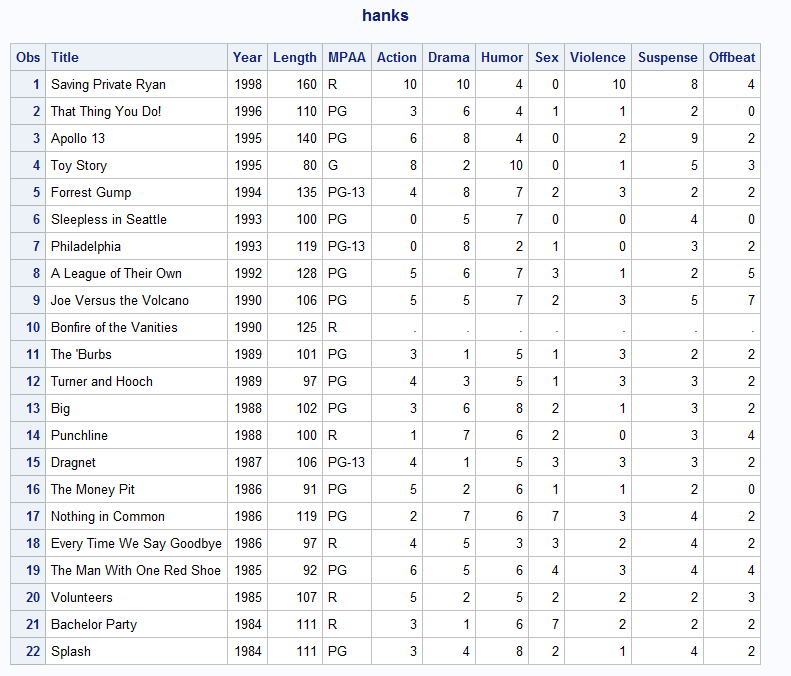 hanks
Obs Title Year Length MPAA Action Drama Humor Sex Violence Suspense Offbeat
1 Saving Private Ryan 1998 160 R 10 10 4 0 10 8 4
2 That Thing You Do! 1996 110 PG 3 6 4 1 1 2 0
3 Apollo 13 1995 140 PG 6 8 4 0 2 9 2
4 Toy Story 1995 80 G 8 2 10 0 1 5 3
5 Forrest Gump 1994 135 PG-13 4 8 7 2 3 2 2
6 Sleepless in Seattle 1993 100 PG 0 5 7 0 0 4 0
7 Philadelphia 1993 119 PG-13 0 8 2 1 0 3 2
8 A League of Their Own 1992 128 PG 5 6 7 3 1 2 5
9 Joe Versus the Volcano 1990 106 PG 5 5 7 2 3 5 7
10 Bonfire of the Vanities 1990 125 R . . . . . . .
11 The 'Burbs 1989 101 PG 3 1 5 1 3 2 2
12 Turner and Hooch 1989 97 PG 4 3 5 1 3 3 2
13 Big 1988 102 PG 3 6 8 2 1 3 2
14 Punchline 1988 100 R 1 7 6 2 0 3 4
15 Dragnet 1987 106 PG-13 4 1 5 3 3 3 2
16 The Money Pit 1986 91 PG 5 2 6 1 1 2 0
17 Nothing in Common 1986 119 PG 2 7 6 7 3 4 2
18 Every Time We Say Goodbye 1986 97 R 4 5 3 3 2 4 2
19 The Man With One Red Shoe 1985 92 PG 6 5 6 4 3 4 4
20 Volunteers 1985 107 R 5 2 5 2 2 2 3
21 Bachelor Party 1984 111 R 3 1 6 7 2 2 2
22 Splash 1984 111 PG 3 4 8 2 1 4 2